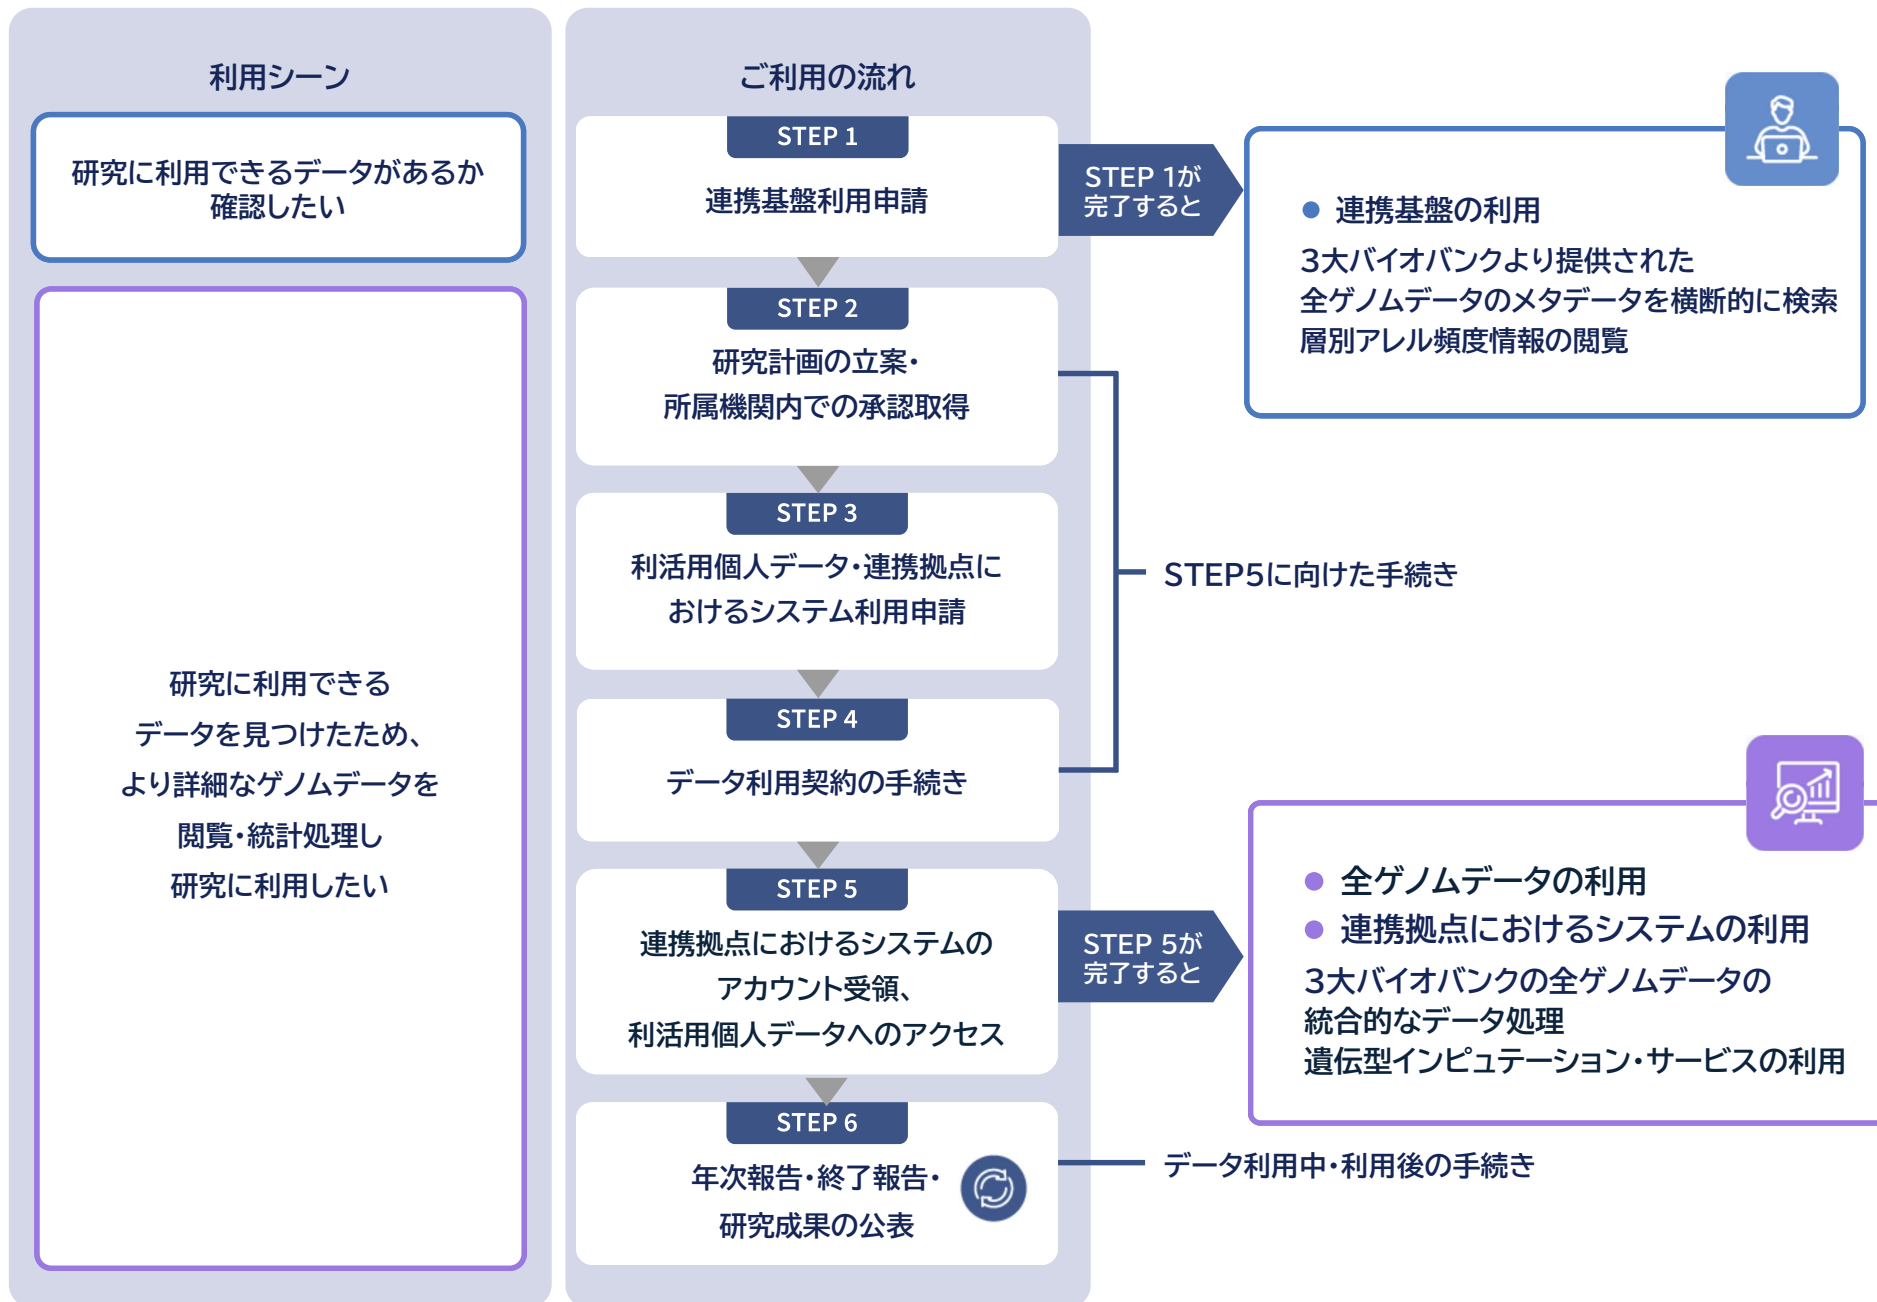 利用シーン
研究に利用できるデータがあるか
確認したい
研究に利用できる
データを見つけたため、
より詳細なゲノムデータを
閲覧・統計処理し
研究に利用したい
ご利用の流れ
STEP 1
連携基盤利用申請
STEP 2
研究計画の立案・
所属機関内での承認取得
STEP 3
利活用個人データ・連携拠点に
おけるシステム利用申請
STEP 4
データ利用契約の手続き
STEP 5
連携拠点におけるシステムの
アカウント受領、
利活用個人データへのアクセス
STEP 6
年次報告・終了報告・
研究成果の公表
STEP 1が
完了すると
● 連携基盤の利用
3大バイオバンクより提供された
全ゲノムデータのメタデータを横断的に検索
層別アレル頻度情報の閲覧
STEP5に向けた手続き
STEP 5が
完了すると
● 全ゲノムデータの利用
● 連携拠点におけるシステムの利用
3大バイオバンクの全ゲノムデータの
統合的なデータ処理
遺伝型インピュテーション・サービスの利用
データ利用中・利用後の手続き